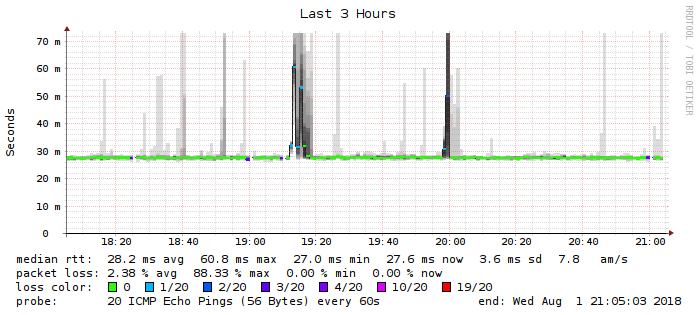 Last 3 Hours
RRDTOOL / TOBI OETIKER
Seconds
70 m
60 m
50 m
40 m
30 m
20 m
10 m
0
18:20 18:40 19:00 19:20 19:40 20:00 20:20 20:40 21:00
median rtt: 28.2 ms avg 60.8 ms max 27.0 ms min 27.6 ms now 3.6 ms sd 7.8 am/s
packet loss: 2.38 % avg 88.33 % max 0.00 % min 0.00 % now
loss color: 0 1/20 2/20 3/20 4/20 10/20 19/20
probe: 20 ICMP Echo Pings (56 Bytes) every 60s end: Wed Aug 1 21:05:03 2018